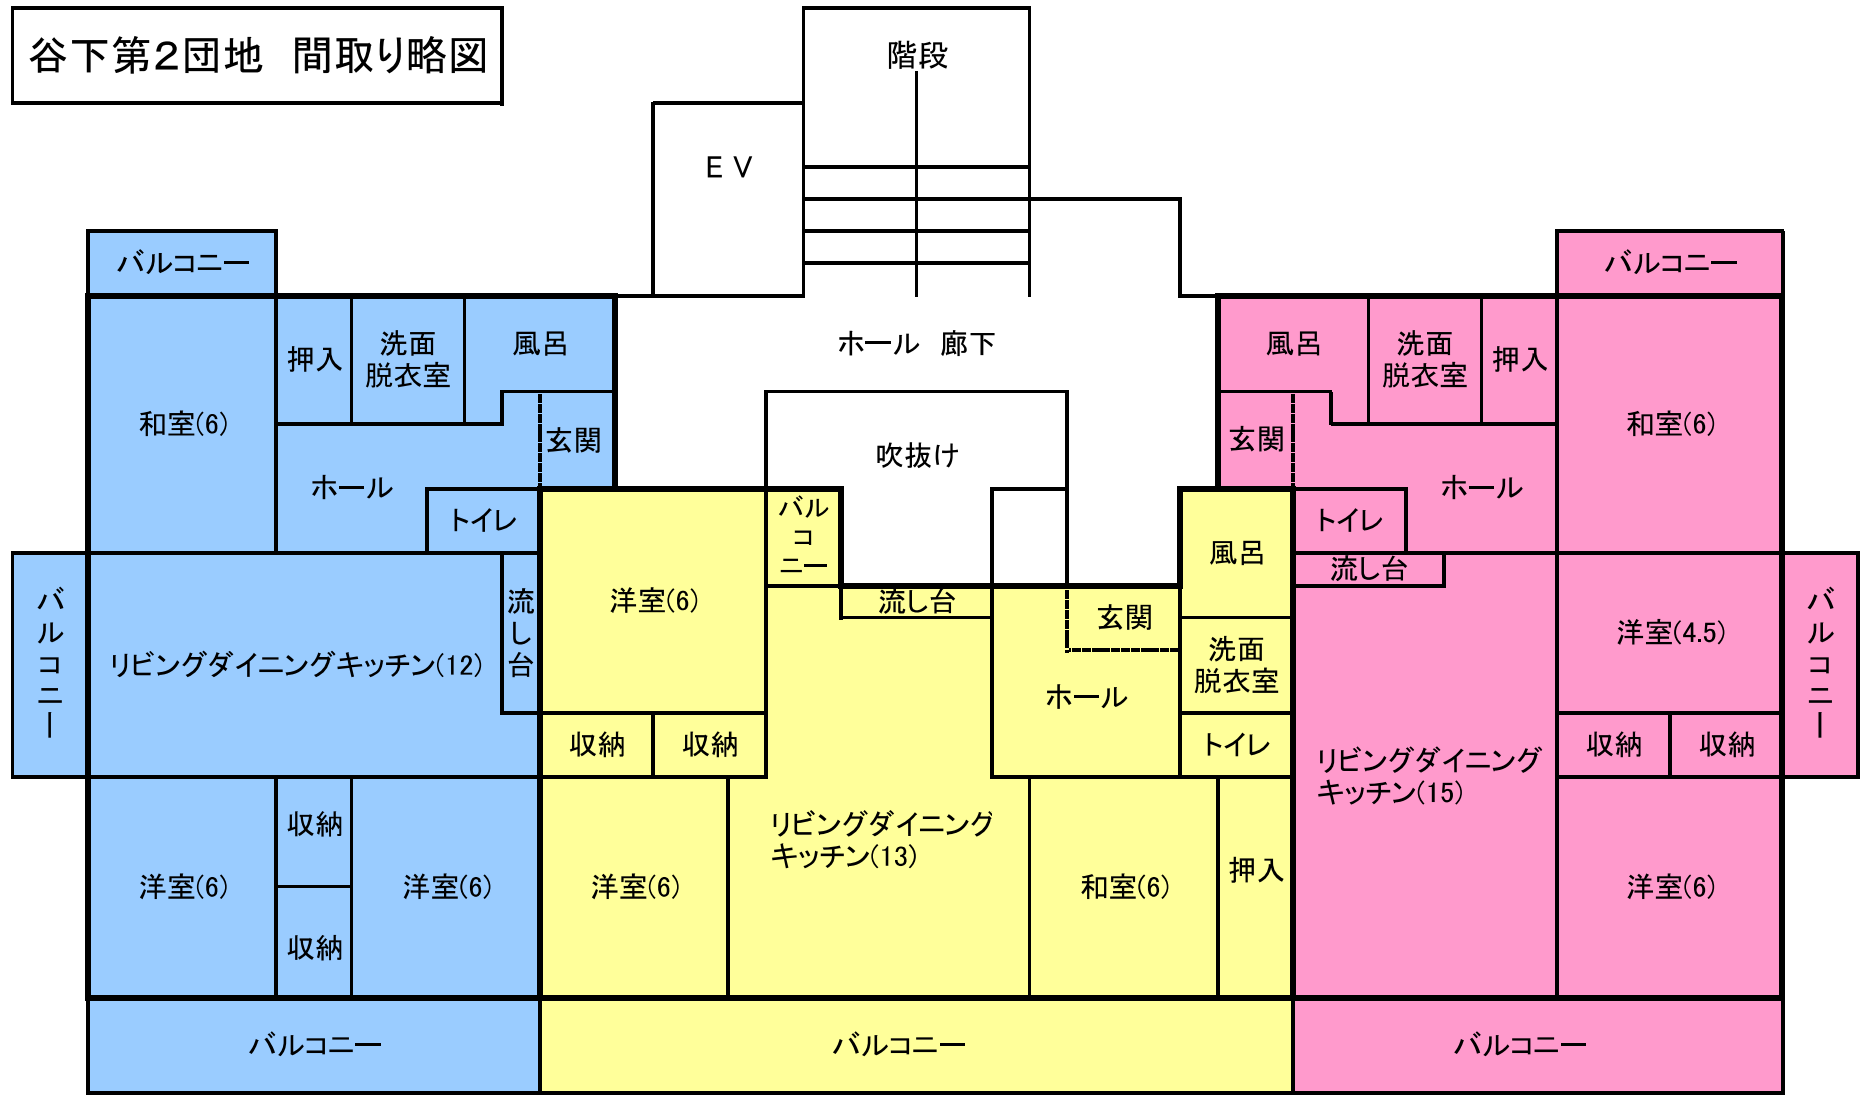 谷下第２団地　間取り略図
階段
ＥＶ
ホール　廊下
吹抜け
バルコニー
和室(6)
押入
洗面
脱衣室
風呂
玄関
ホール
トイレ
バルコニー
リビングダイニングキッチン(12)
流し台
洋室(6)
収納
収納
洋室(6)
バルコニー
洋室(6)
バル
コ
ニー
流し台
収納
収納
玄関
ホール
風呂
洗面
脱衣室
トイレ
洋室(6)
リビングダイニング
キッチン(13)
和室(6)
押入
バルコニー
バルコニー
風呂
洗面
脱衣室
押入
和室(6)
玄関
ホール
トイレ
流し台
洋室(4.5)
バルコニー
収納
収納
リビングダイニング
キッチン(15)
洋室(6)
バルコニー